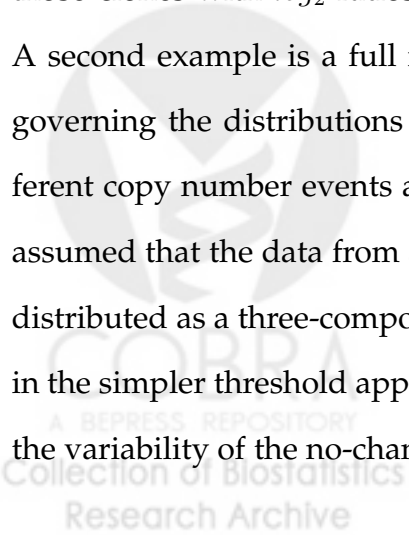 A second example is a full
governing the distributions
ferent copy number events a
assumed that the data from
distributed as a three-compo
in the simpler threshold app
the variability of the no-char
COBRA
A BEPRESS REPOSITORY
Collection of Biostatistics
Research Archive